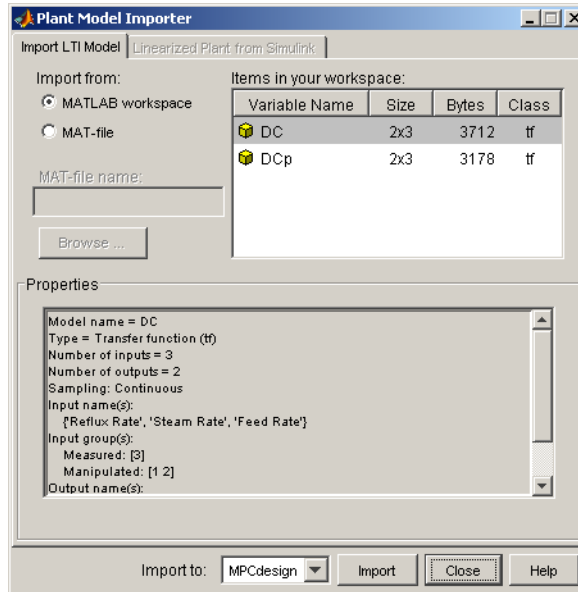 Plant Model Importer
Import LTI Model Linearized Plant from Simulink
Import from:
MATLAB workspace
MAT-file
MAT-file name:
Browse ...
Items in your workspace:
Variable Name Size Bytes Class
DC 2x3 3712 tf
DCp 2x3 3178 tf
Properties
Model name = DC
Type = Transfer function (tf)
Number of inputs = 3
Number of outputs = 2
Sampling: Continuous
Input name(s):
{'Reflux Rate', 'Steam Rate', 'Feed Rate'}
Input group(s):
Measured: [3]
Manipulated: [1 2]
Output name(s):
Import to: MPCdesign Import Close Help